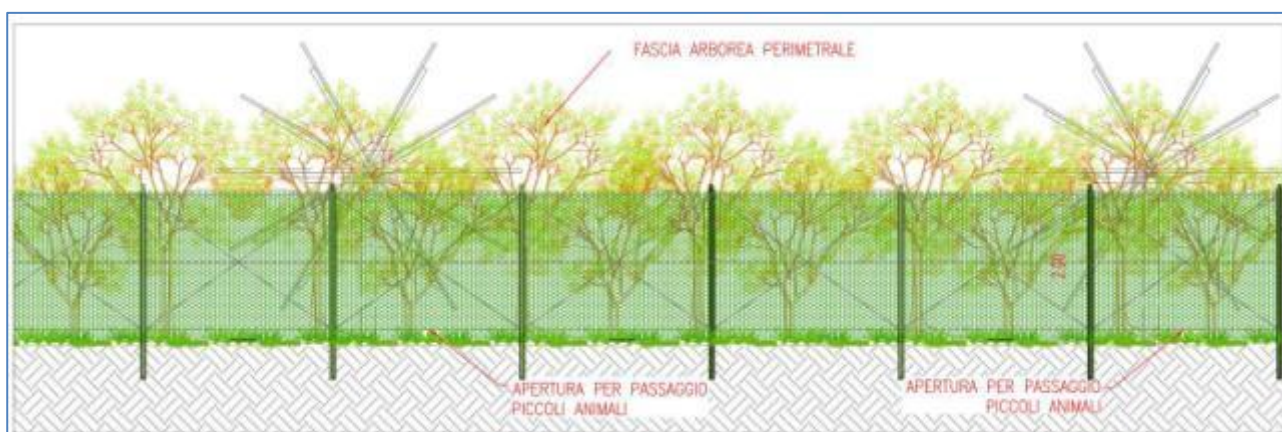 FASCIA ARBOREA PERIMETRALE
APERTURA PER PASSAGGIO
PICCOLI ANIMALI
APERTURA PER PASSAGGIO
PICCOLI ANIMALI